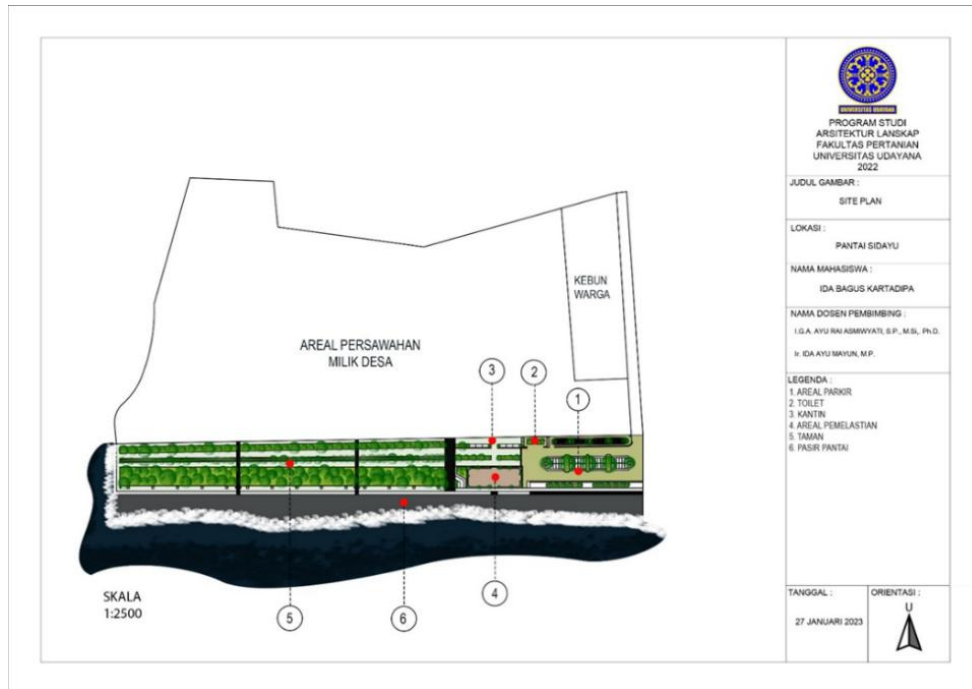 KEBUN
WARGA
AREAL PERSAWAHAN
MILIK DESA
3
2
1
SKALA
1:2500
5
6
4
UNIVERSITAS UDAYANA
PROGRAM STUDI
ARSITEKTUR LANSKAP
FAKULTAS PERTANIAN
UNIVERSITAS UDAYANA
2022
JUDUL GAMBAR :
SITE PLAN
LOKASI :
PANTAI SIDAYU
NAMA MAHASISWA :
IDA BAGUS KARTADIPA
NAMA DOSEN PEMBIMBING :
I.G.A. AYU RAI ASMIWYATI, S.P., M.Si., Ph.D.
Ir. IDA AYU MAYUN, M.P.
LEGENDA :
1. AREAL PARKIR
2. TOILET
3. KANTIN
4. AREAL PEMELASTIAN
5. TAMAN
6. PASIR PANTAI
TANGGAL :
27 JANUARI 2023
ORIENTASI :
U